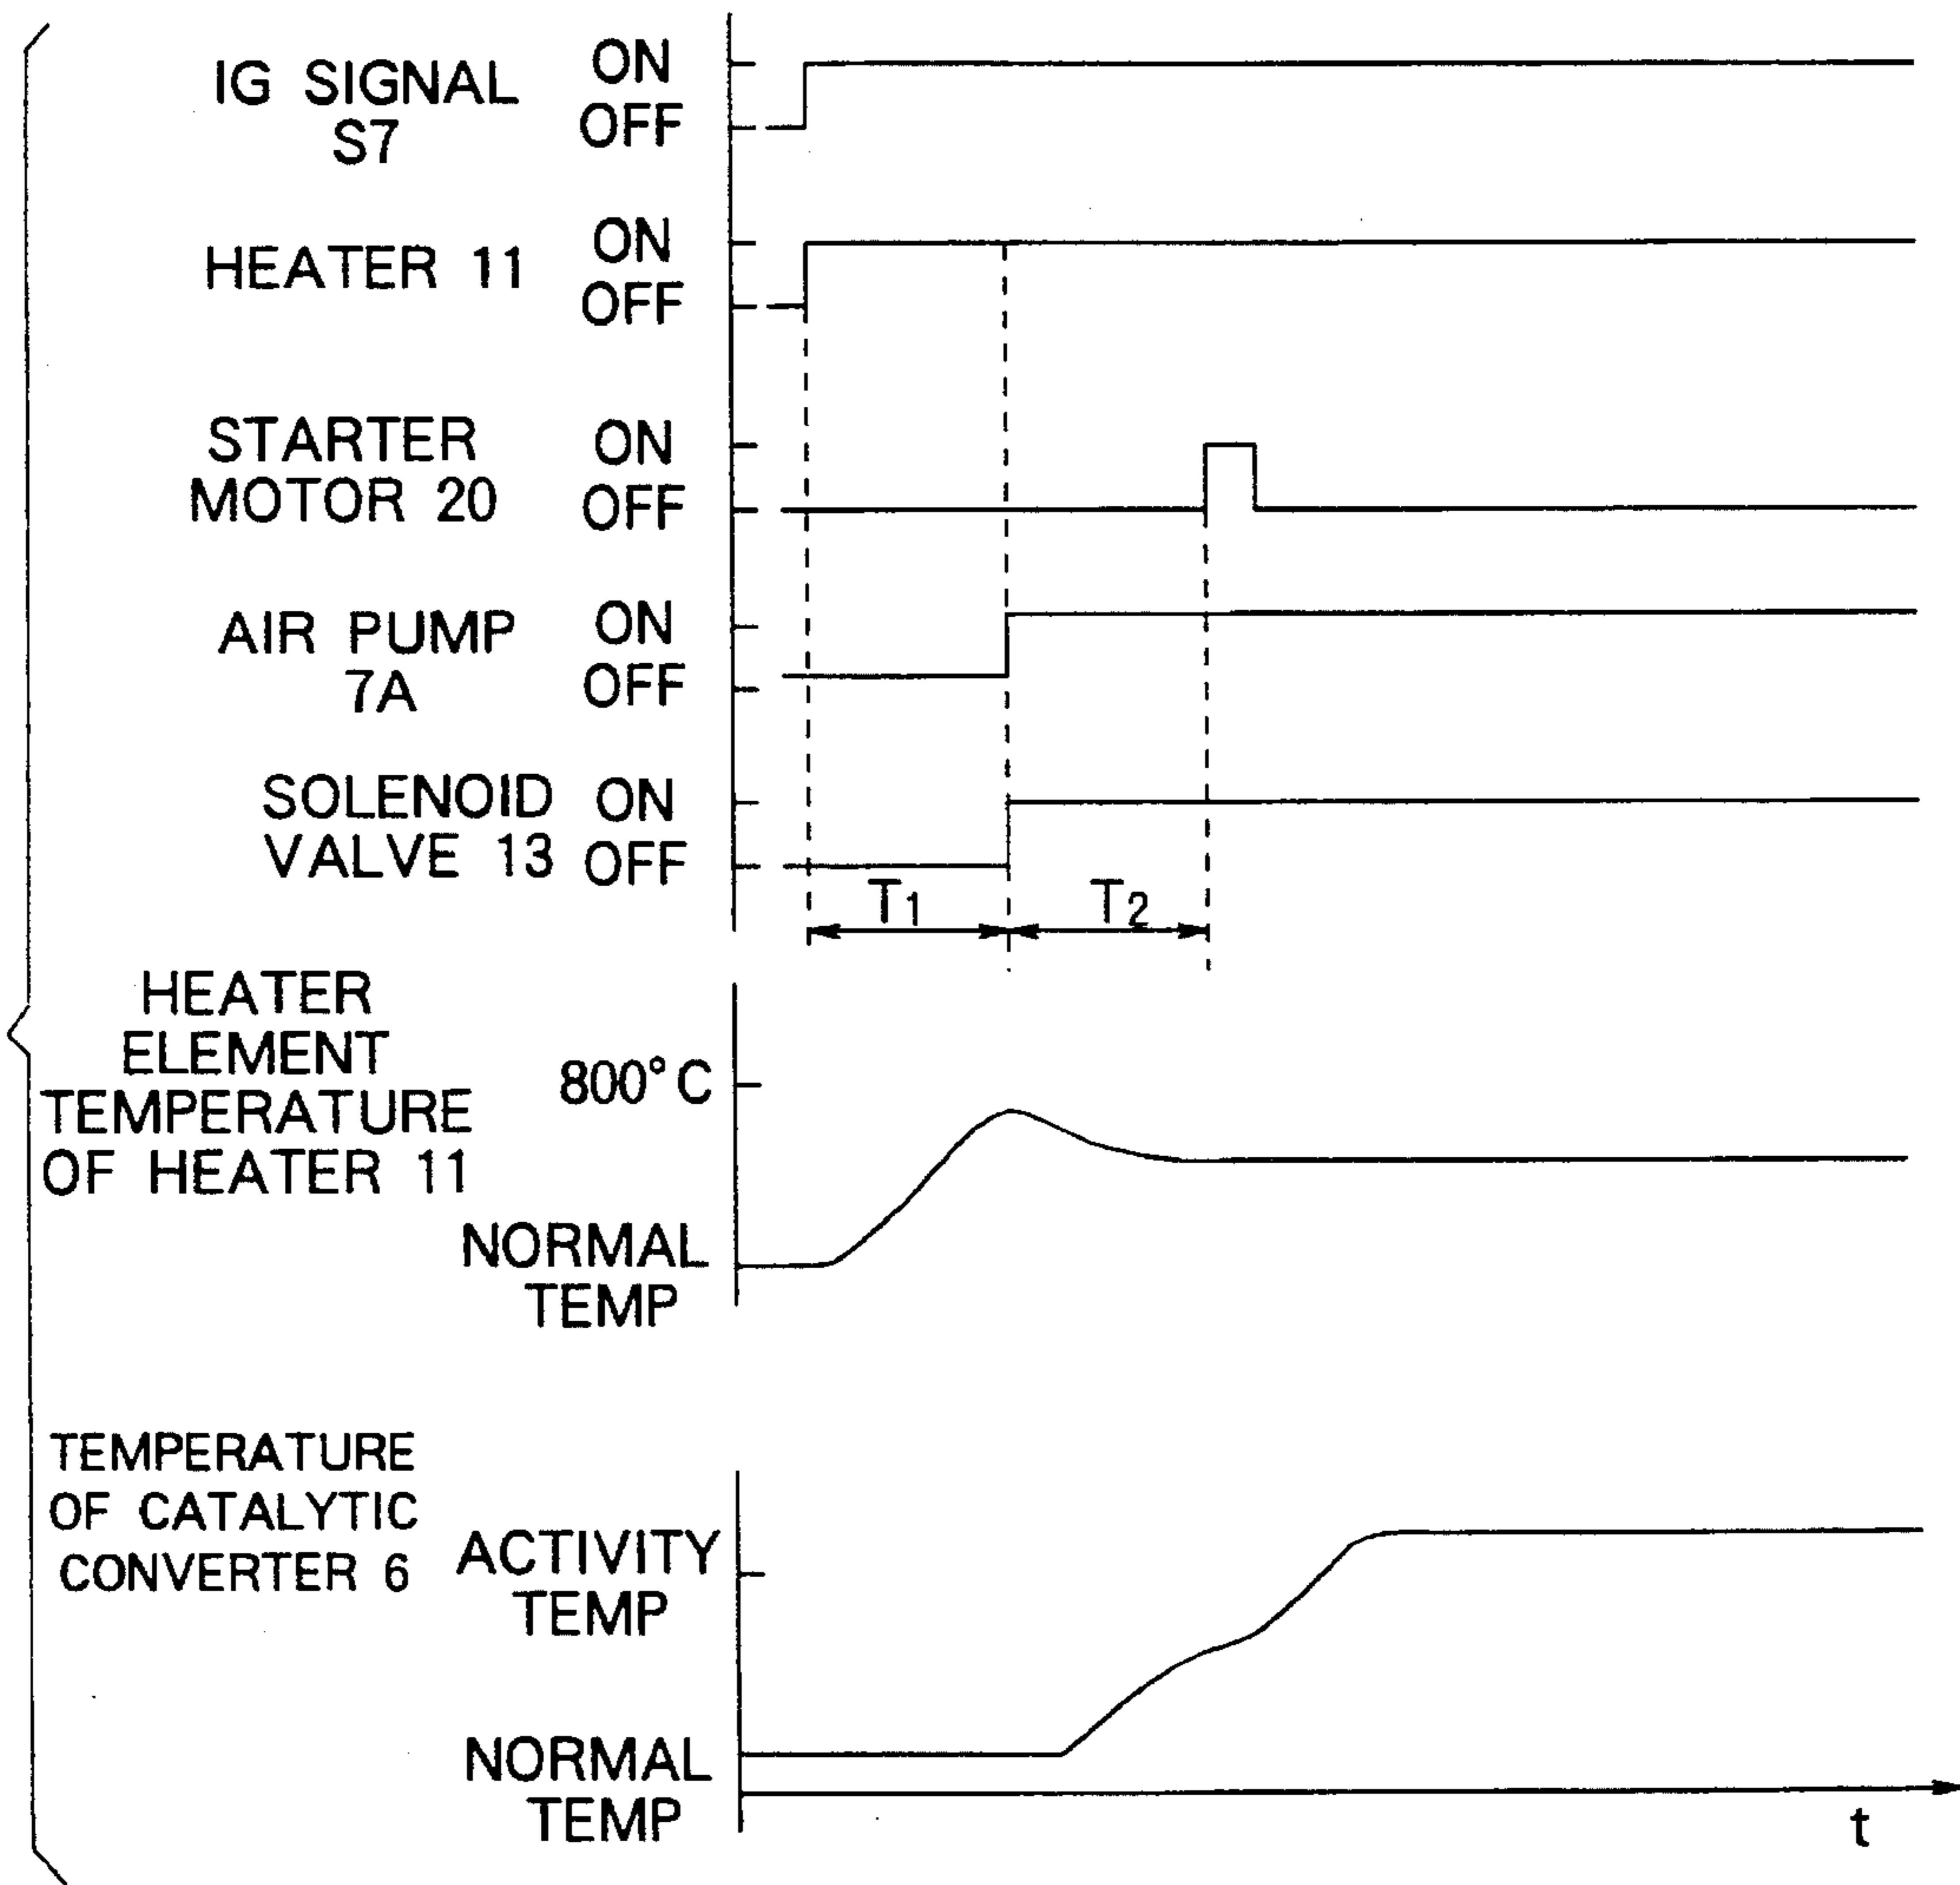 IG SIGNAL
S7
ON
OFF
HEATER 11
ON
OFF
STARTER
MOTOR 20
ON
OFF
AIR PUMP
7A
ON
OFF
SOLENOID
VALVE 13
ON
OFF
T1
T2
HEATER
ELEMENT
TEMPERATURE
OF HEATER 11
800°C
NORMAL
TEMP
TEMPERATURE
OF CATALYTIC
CONVERTER 6
ACTIVITY
TEMP
NORMAL
TEMP
t